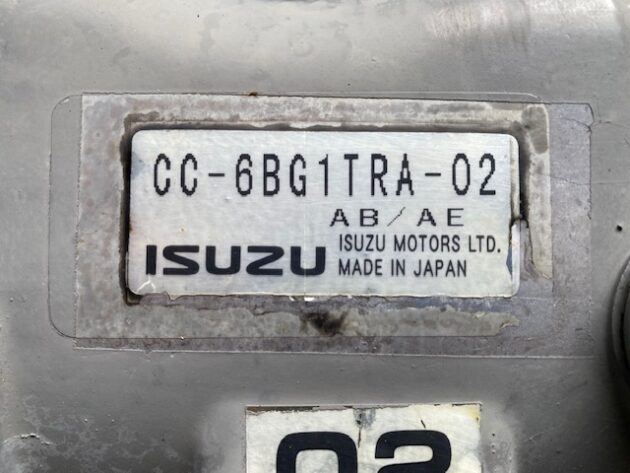 CC-6BG1TRA-02
AB/AE
ISUZU
ISUZU MOTORS LTD.
MADE IN JAPAN
02